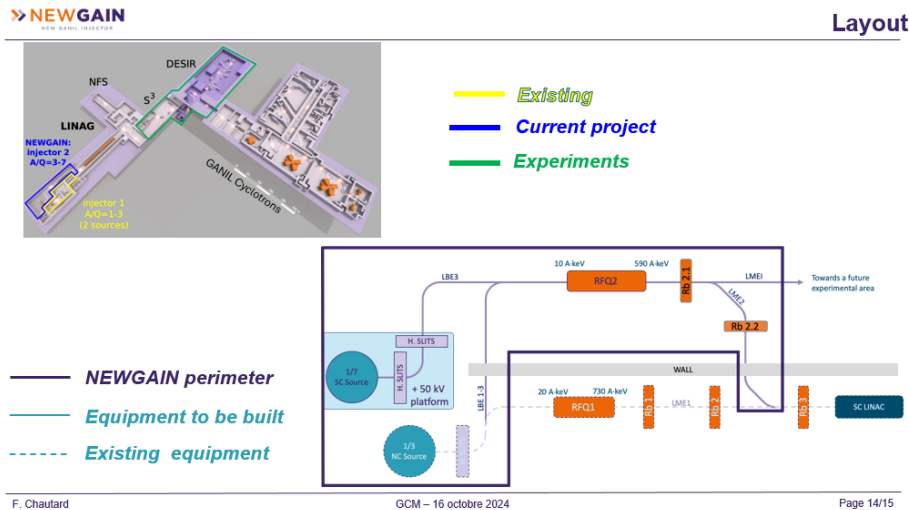 NEWGAIN
NEW GANIL INJECTOR
Layout
DESIR
NFS
S3
LINAG
NEWGAIN:
injector 2
A/Q=3-7
GANIL Cyclotrons
injector 1
A/Q=1-3
(2 sources)
Existing
Current project
Experiments
10 A·keV
590 A·keV
LBE3
RFQ2
Rb 2.1
LMEI
Towards a future
experimental area
LME2
Rb 2.2
H. SLITS
1/7
SC Source
H. SLITS
+ 50 kV
platform
WALL
LBE 1-3
20 A·keV
730 A·keV
RFQ1
Rb 1
LME1
Rb 2
Rb 3
SC LINAC
1/3
NC Source
NEWGAIN perimeter
Equipment to be built
Existing equipment
F. Chautard
GCM – 16 octobre 2024
Page 14/15